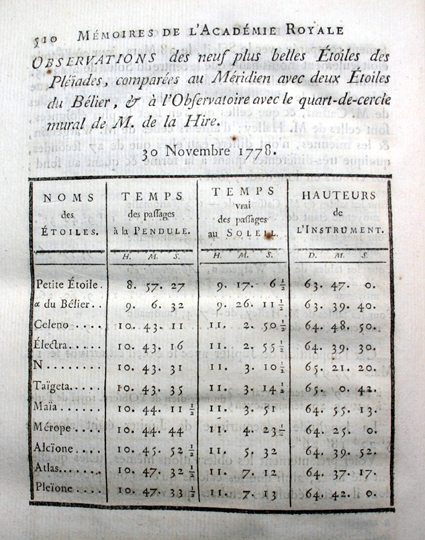 510 MÉMOIRES DE L'ACADÉMIE ROYALE
OBSERVATIONS des neuf plus belles Étoiles des
Pléïades, comparées au Méridien avec deux Étoiles
du Bélier, & à l'Observatoire avec le quart-de-cercle
mural de M. de la Hire.
30 Novembre 1778.
NOMS des ÉTOILES. TEMPS des passages à la PENDULE. TEMPS vrai des passages au SOLEIL. HAUTEURS de L'INSTRUMENT.
H. M. S. H. M. S. D. M. S.
Petite Étoile. 8. 57. 27 9. 17. 6½ 63. 47. 0.
α du Bélier.. 9. 6. 32 9. 26. 11½ 63. 39. 40.
Celeno ..... 10. 43. 11 11. 2. 50½ 64. 48. 50.
Électra..... 10. 43. 16 11. 2. 55½ 64. 39. 30.
N......... 10. 43. 31 11. 3. 10½ 65. 21. 20.
Taïgeta..... 10. 43. 35 11. 3. 14½ 65. 0. 42.
Maïa ...... 10. 44. 11½ 11. 3. 51 64. 55. 13.
Mérope .... 10. 44. 44 11. 4. 23½ 64. 25. 0.
Alcïone .... 10. 45. 52½ 11. 5. 32 64. 39. 52.
Atlas....... 10. 47. 32½ 11. 7. 12 64. 37. 17.
Pleïone .... 10. 47. 33½ 11. 7. 13 64. 42. 0.